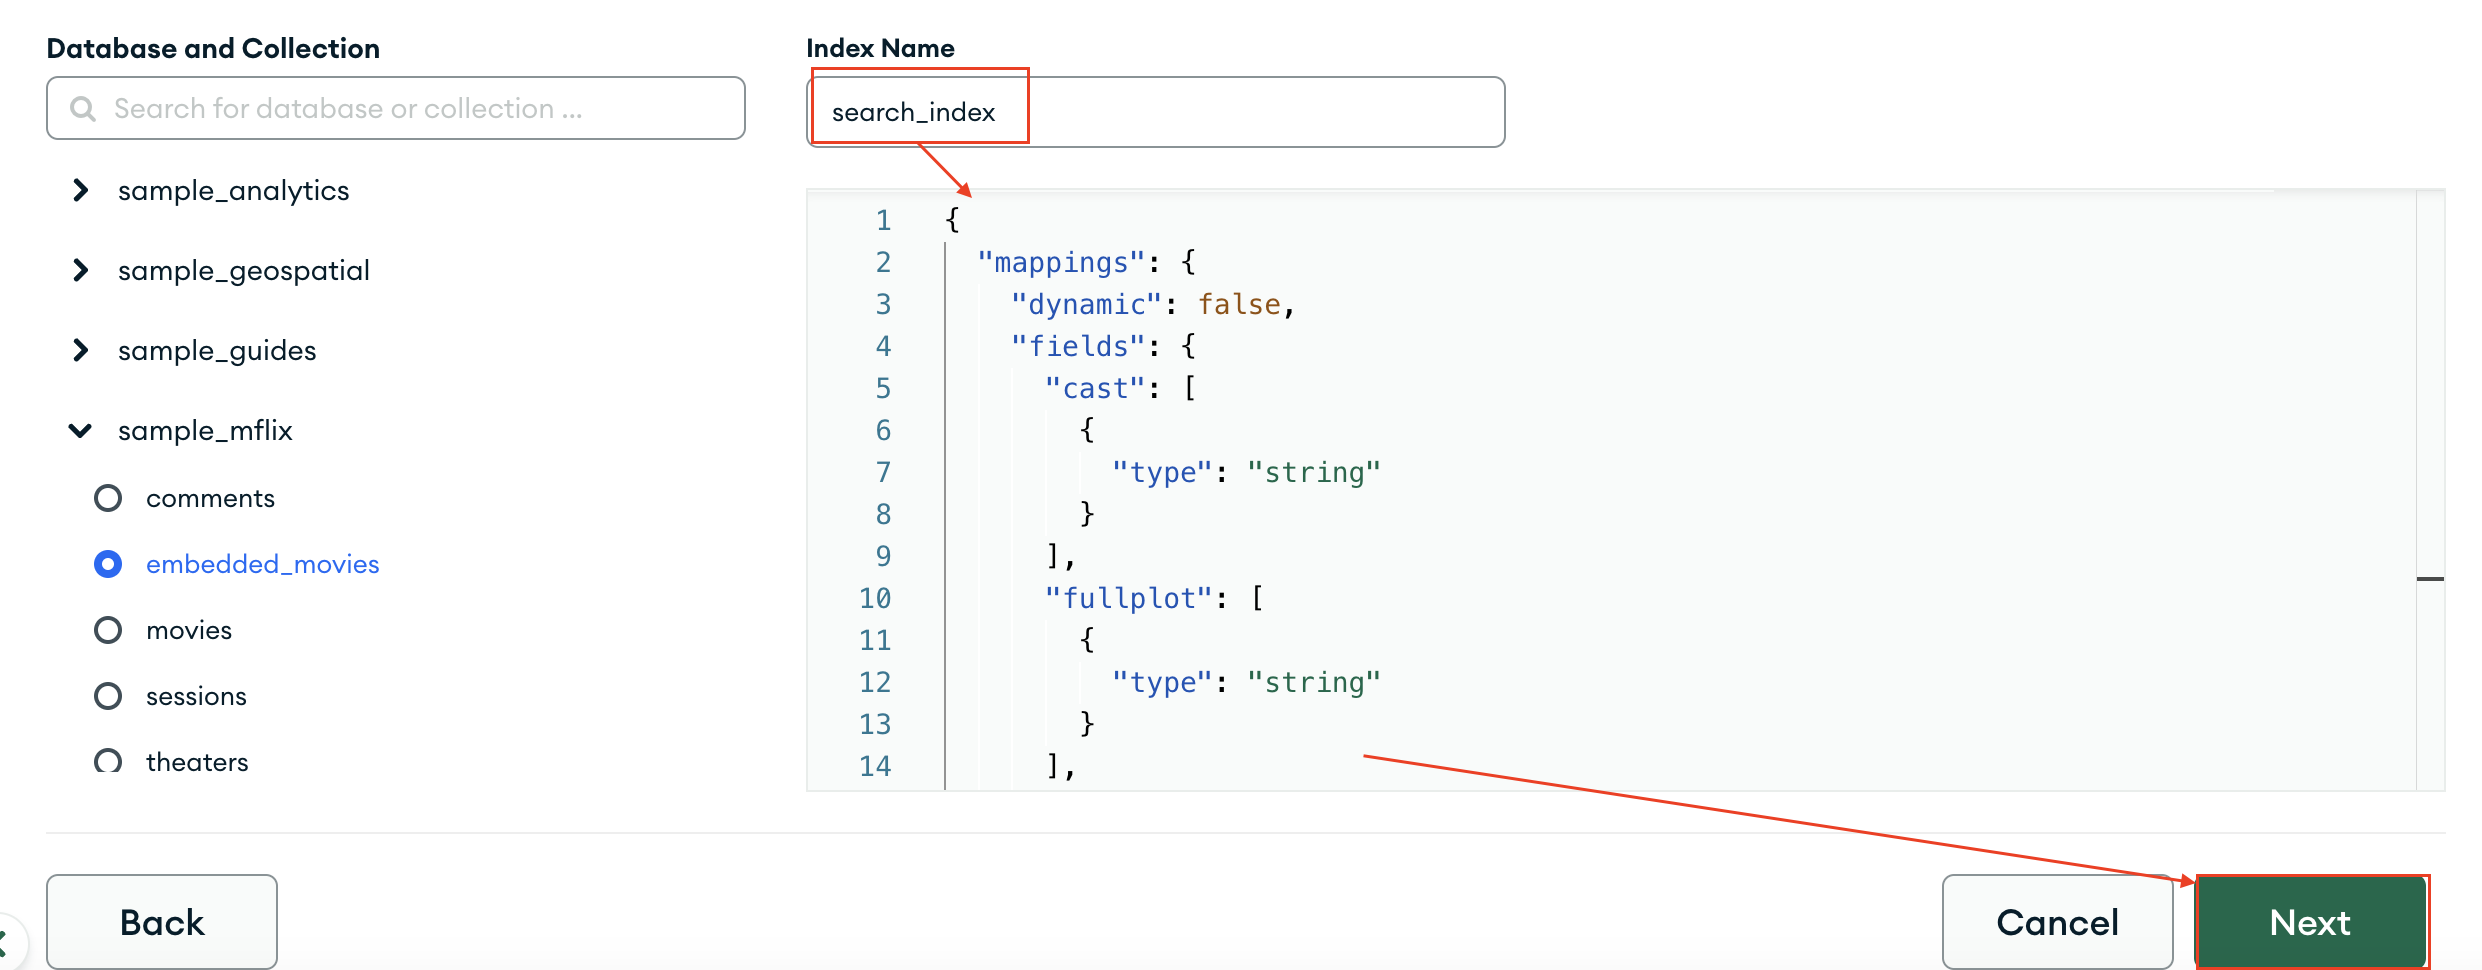 Database and Collection
Search for database or collection ...
sample_analytics
sample_geospatial
sample_guides
sample_mflix
comments
embedded_movies
movies
sessions
theaters
Index Name
search_index
1 {
2 "mappings": {
3 "dynamic": false,
4 "fields": {
5 "cast": [
6 {
7 "type": "string"
8 }
9 ],
10 "fullplot": [
11 {
12 "type": "string"
13 }
14 ],
Back
Cancel
Next